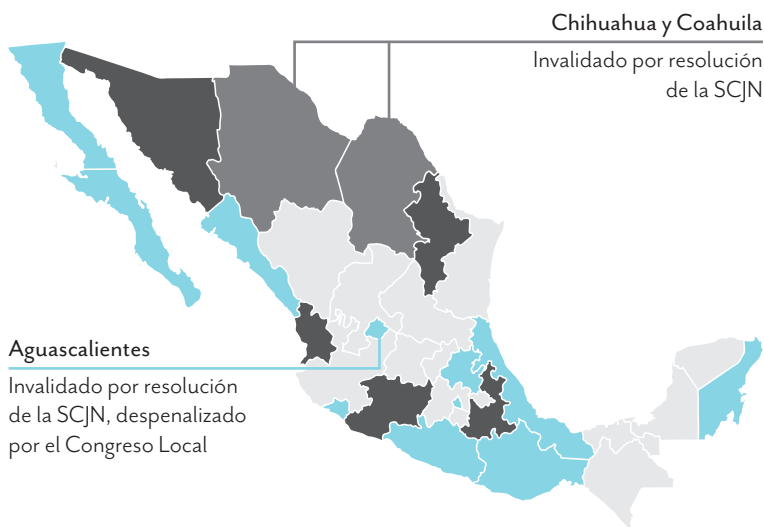 Chihuahua y Coahuila
Invalidado por resolución
de la SCJN
Aguascalientes
Invalidado por resolución
de la SCJN, despenalizado
por el Congreso Local